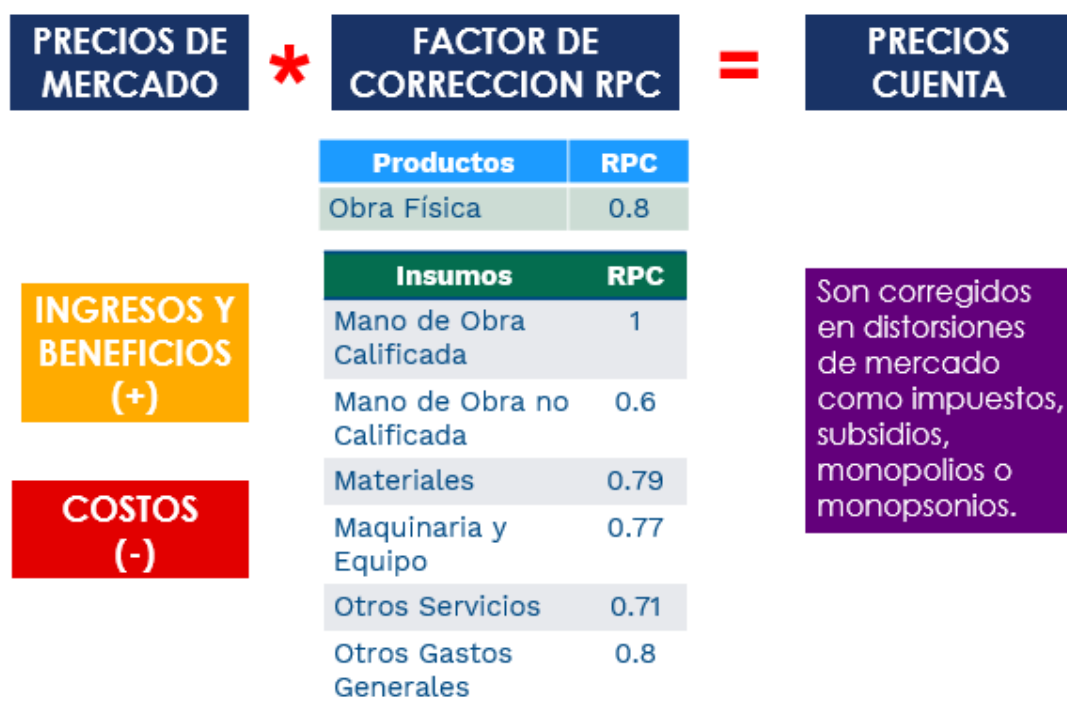 PRECIOS DE
MERCADO
*
FACTOR DE
CORRECCION RPC
=
PRECIOS
CUENTA
Productos RPC
Obra Física 0.8
INGRESOS Y
BENEFICIOS
(+)
COSTOS
(-)
Insumos RPC
Mano de Obra 1
Calificada
Mano de Obra no 0.6
Calificada
Materiales 0.79
Maquinaria y 0.77
Equipo
Otros Servicios 0.71
Otros Gastos 0.8
Generales
Son corregidos
en distorsiones
de mercado
como impuestos,
subsidios,
monopolios o
monopsonios.